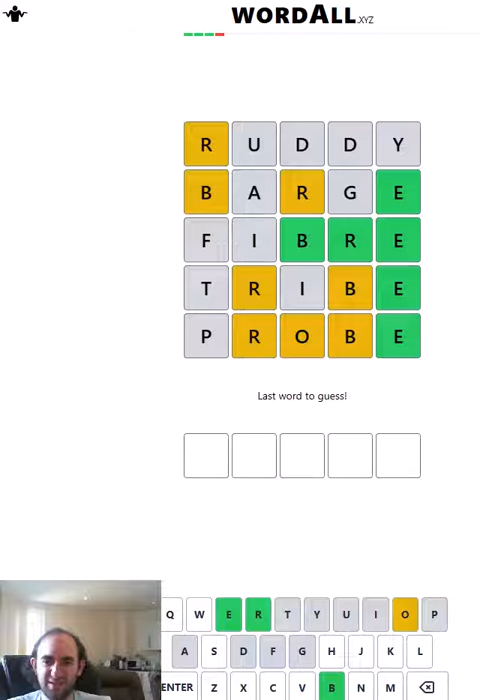 WORDALL.XYZ
R U D D Y
B A R G E
F I B R E
T R I B E
P R O B E
Last word to guess!
Q W E R T Y U I O P
A S D F G H J K L
ENTER Z X C V B N M